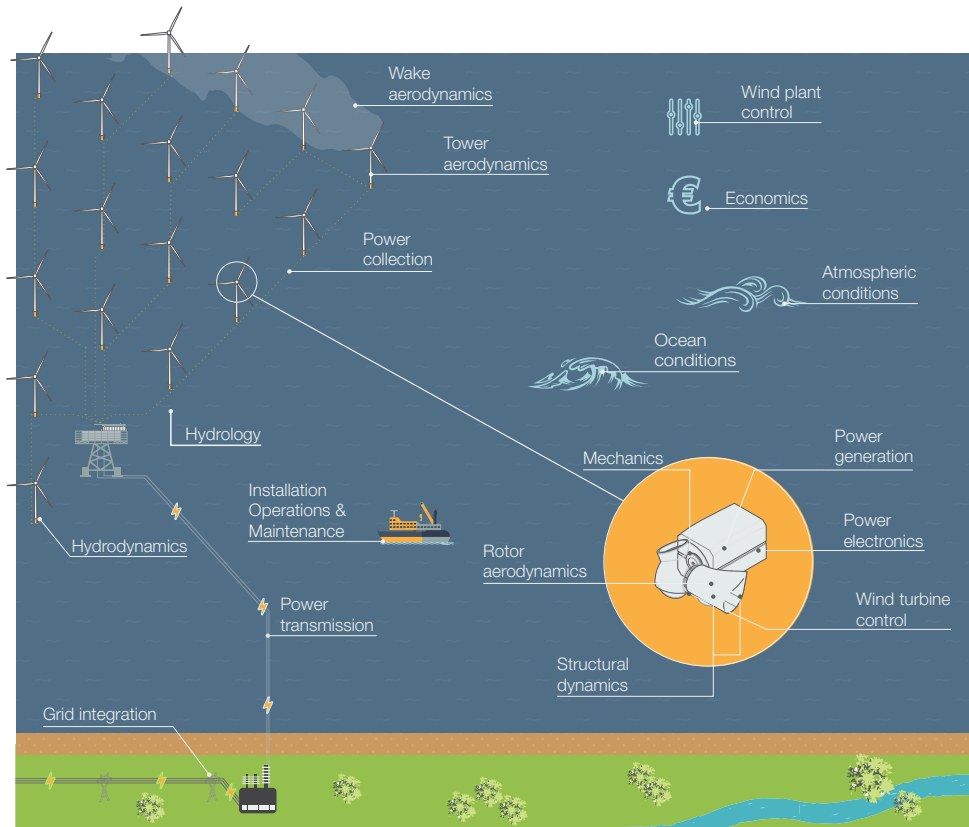 Wake
aerodynamics
Wind plant
control
Tower
aerodynamics
Economics
Power
collection
Atmospheric
conditions
Ocean
conditions
Hydrology
Power
generation
Mechanics
Installation
Operations &
Maintenance
Power
electronics
Hydrodynamics
Rotor
aerodynamics
Wind turbine
control
Power
transmission
Structural
dynamics
Grid integration
€